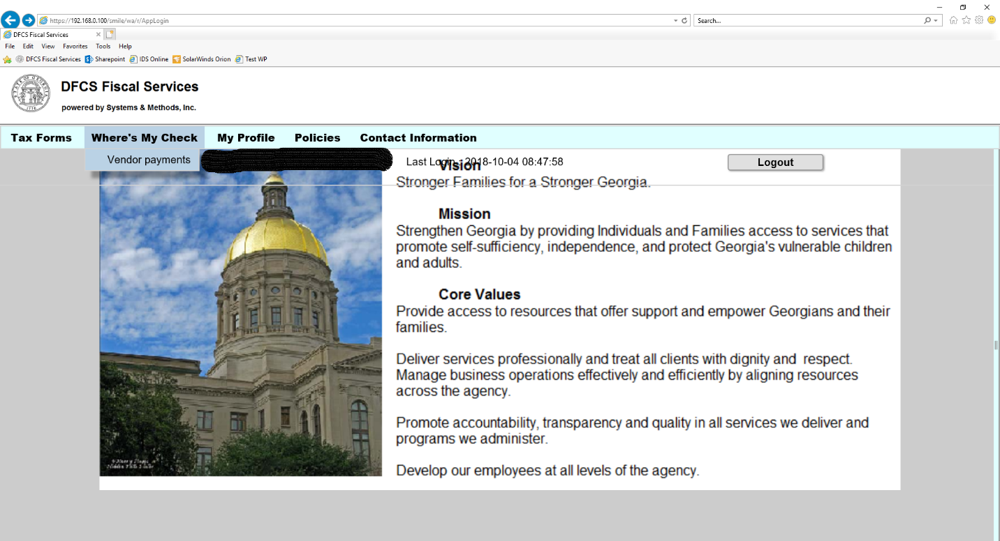 https://192.168.0.100/smile/wa/r/AppLogin
Search...
DFCS Fiscal Services
File Edit View Favorites Tools Help
DFCS Fiscal Services Sharepoint IDS Online SolarWinds Orion Test WP
STATE OF GEORGIA
1776
DFCS Fiscal Services
powered by Systems & Methods, Inc.
Tax Forms Where's My Check My Profile Policies Contact Information
Vendor payments
Last Login : 2018-10-04 08:47:58
Logout
Vision
Stronger Families for a Stronger Georgia.
Mission
Strengthen Georgia by providing Individuals and Families access to services that
promote self-sufficiency, independence, and protect Georgia's vulnerable children
and adults.
Core Values
Provide access to resources that offer support and empower Georgians and their
families.
Deliver services professionally and treat all clients with dignity and respect.
Manage business operations effectively and efficiently by aligning resources
across the agency.
Promote accountability, transparency and quality in all services we deliver and
programs we administer.
Develop our employees at all levels of the agency.